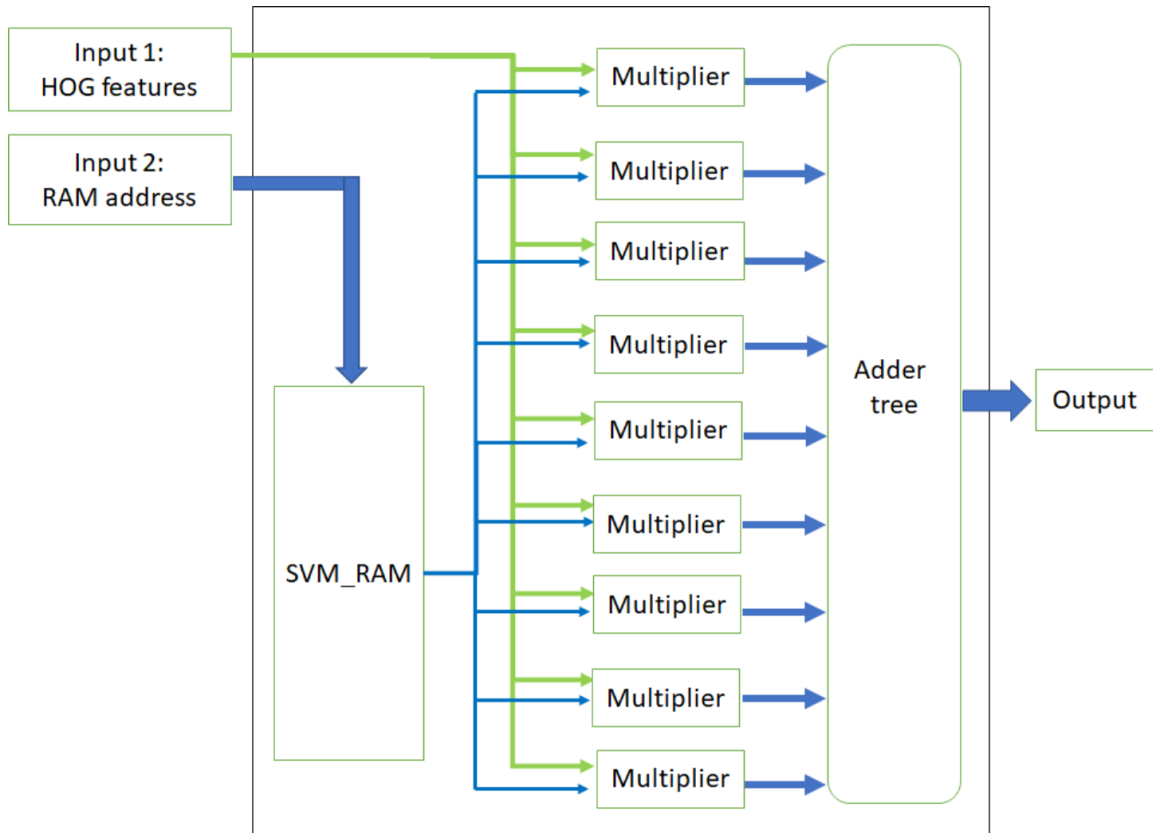 Input 1:
HOG features
Input 2:
RAM address
SVM_RAM
Multiplier
Multiplier
Multiplier
Multiplier
Multiplier
Multiplier
Multiplier
Multiplier
Multiplier
Adder
tree
Output